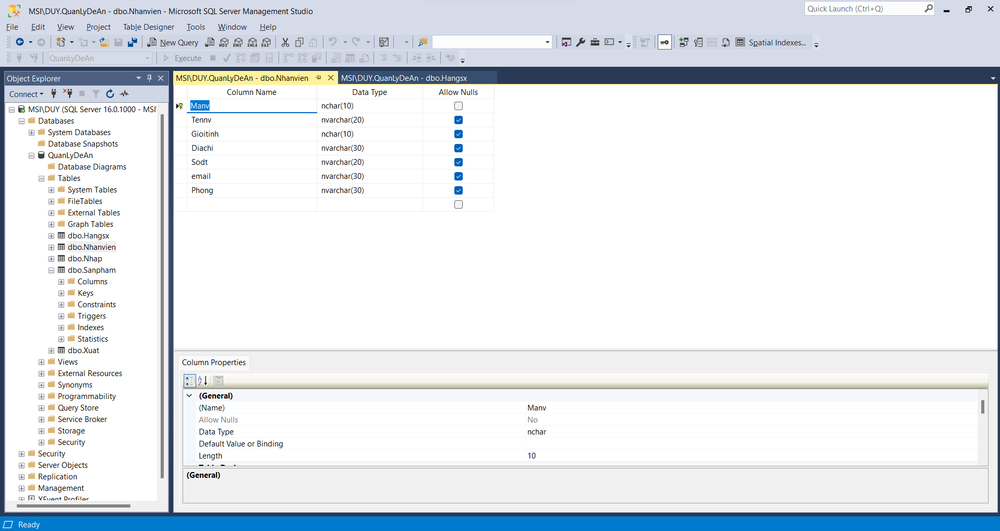 MSI\DUY.QuanLyDeAn - dbo.Nhanvien - Microsoft SQL Server Management Studio
Quick Launch (Ctrl+Q)
File Edit View Project Table Designer Tools Window Help
New Query MDX DMX XMLA DAX Spatial Indexes...
QuanLyDeAn Execute
Object Explorer
MSI\DUY.QuanLyDeAn - dbo.Nhanvien MSI\DUY.QuanLyDeAn - dbo.Hangsx
Connect
MSI\DUY (SQL Server 16.0.1000 - MSI
Databases
System Databases
Database Snapshots
QuanLyDeAn
Database Diagrams
Tables
System Tables
FileTables
External Tables
Graph Tables
dbo.Hangsx
dbo.Nhanvien
dbo.Nhap
dbo.Sanpham
Columns
Keys
Constraints
Triggers
Indexes
Statistics
dbo.Xuat
Views
External Resources
Synonyms
Programmability
Query Store
Service Broker
Storage
Security
Security
Server Objects
Replication
Management
XEvent Profiler
Column Name Data Type Allow Nulls
Manv nchar(10)
Tennv nvarchar(20)
Gioitinh nchar(10)
Diachi nvarchar(30)
Sodt nvarchar(20)
email nvarchar(30)
Phong nvarchar(30)
Column Properties
(General)
(Name) Manv
Allow Nulls No
Data Type nchar
Default Value or Binding
Length 10
(General)
Ready